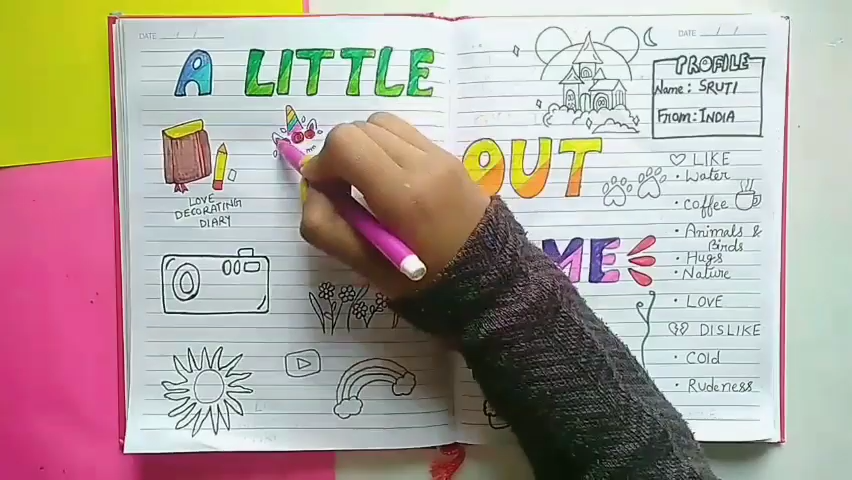 DATE
A LITTLE
LOVE
DECORATING
DIARY
DATE
PROFILE
Name: SRUTI
From: INDIA
OUT
ME
LIKE
• Water
• coffee
• Animals &
Birds
• Hugs
• Nature
• LOVE
DISLIKE
• Cold
• Rudeness